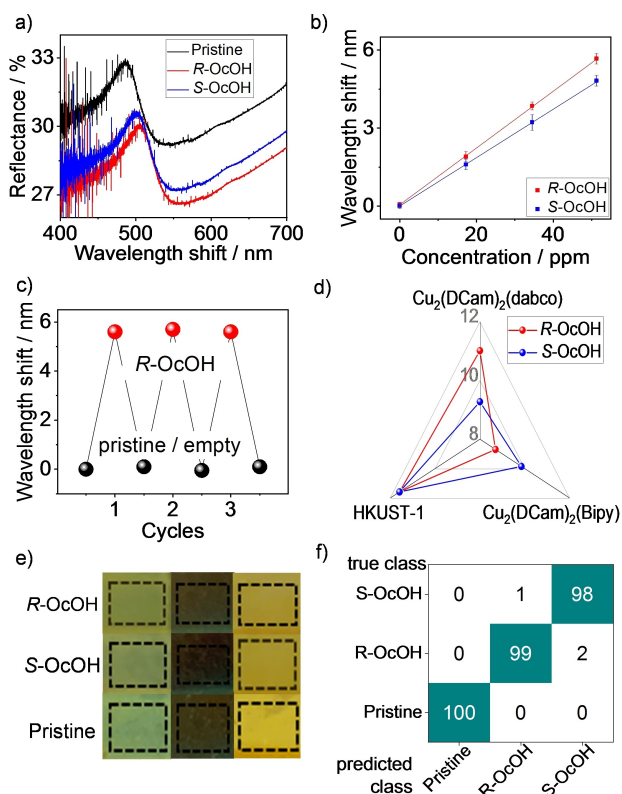 a)
Reflectance / %
33
30
27
Pristine
R-OcOH
S-OcOH
400 500 600 700
Wavelength shift / nm
b)
Wavelength shift / nm
6
3
0
R-OcOH
S-OcOH
0 20 40
Concentration / ppm
c)
Wavelength shift / nm
6
4
2
0
R-OcOH
pristine / empty
1 2 3
Cycles
d)
Cu2(DCam)2(dabco)
12
10
8
R-OcOH
S-OcOH
HKUST-1
Cu2(DCam)2(Bipy)
e)
R-OcOH
S-OcOH
Pristine
f)
true class
S-OcOH 0 1 98
R-OcOH 0 99 2
Pristine 100 0 0
predicted
class
Pristine
R-OcOH
S-OcOH